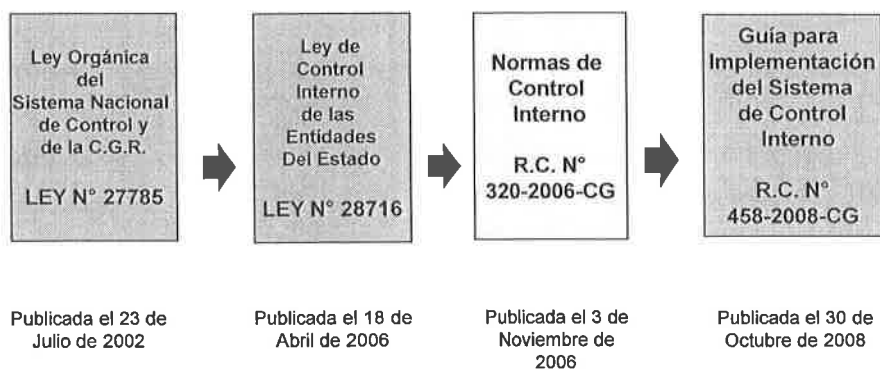 Ley Orgánica
del
Sistema Nacional
de Control y
de la C.G.R.
LEY N° 27785
Ley de
Control
Interno
de las
Entidades
Del Estado
LEY N° 28716
Normas de
Control
Interno
R.C. N°
320-2006-CG
Guía para
Implementación
del Sistema
de Control
Interno
R.C. N°
458-2008-CG
Publicada el 23 de
Julio de 2002
Publicada el 18 de
Abril de 2006
Publicada el 3 de
Noviembre de
2006
Publicada el 30 de
Octubre de 2008